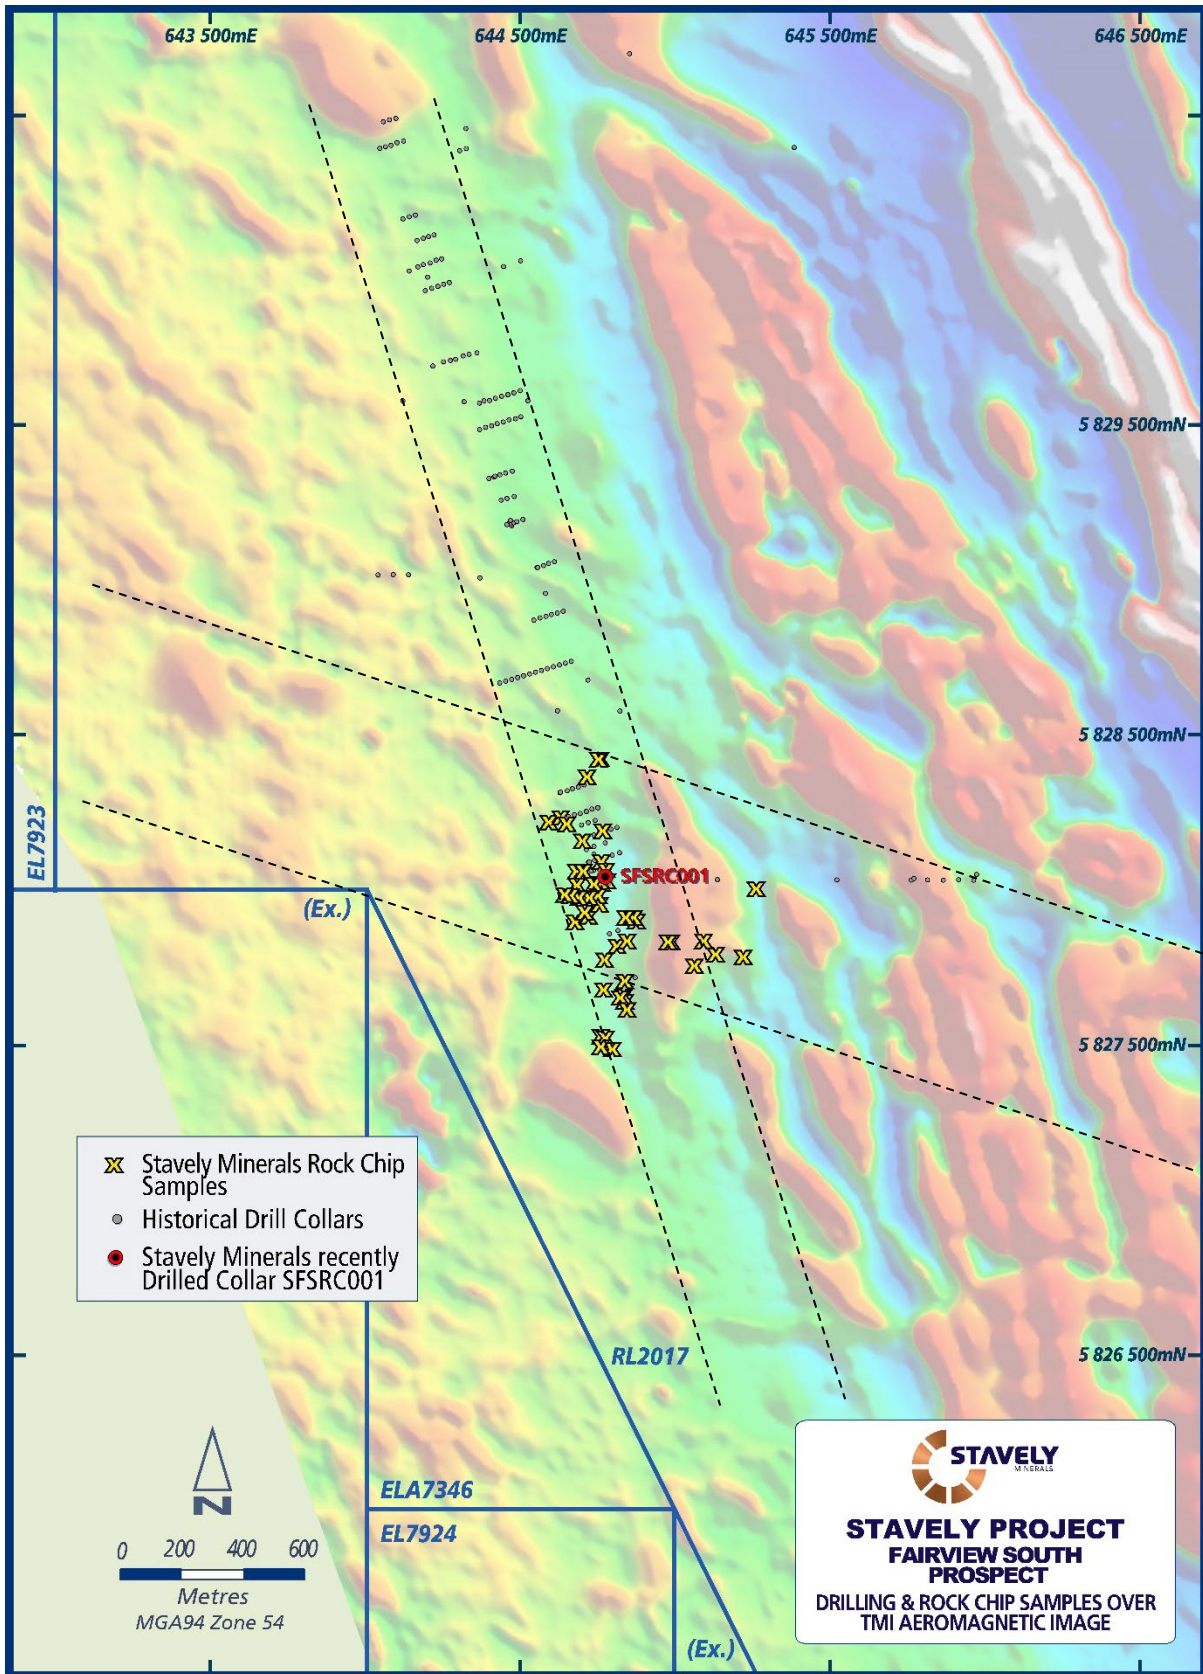 643 500mE
644 500mE
645 500mE
646 500mE
5 829 500mN
5 828 500mN
EL7923
SFSRC001
(Ex.)
5 827 500mN
Stavely Minerals Rock Chip
Samples
Historical Drill Collars
Stavely Minerals recently
Drilled Collar SFSRC001
RL2017
5 826 500mN
N
ELA7346
EL7924
0 200 400 600
Metres
MGA94 Zone 54
(Ex.)
STAVELY
MINERALS
STAVELY PROJECT
FAIRVIEW SOUTH
PROSPECT
DRILLING & ROCK CHIP SAMPLES OVER
TMI AEROMAGNETIC IMAGE